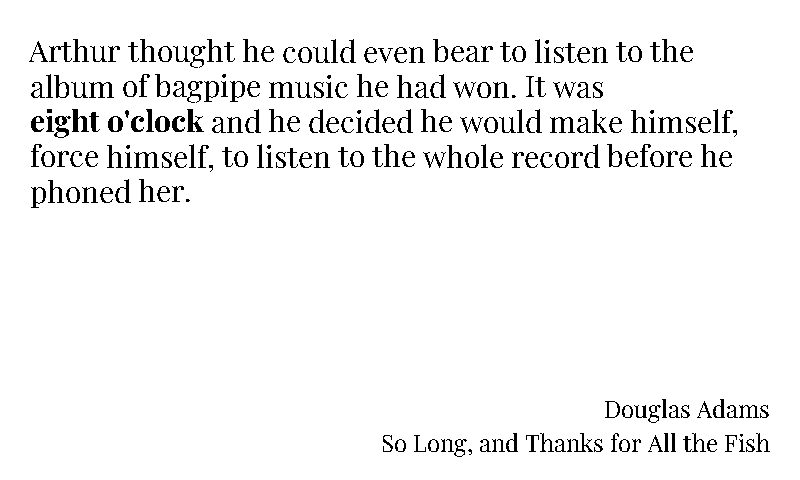 Arthur thought he could even bear to listen to the
album of bagpipe music he had won. It was
eight o'clock and he decided he would make himself,
force himself, to listen to the whole record before he
phoned her.
Douglas Adams
So Long, and Thanks for All the Fish